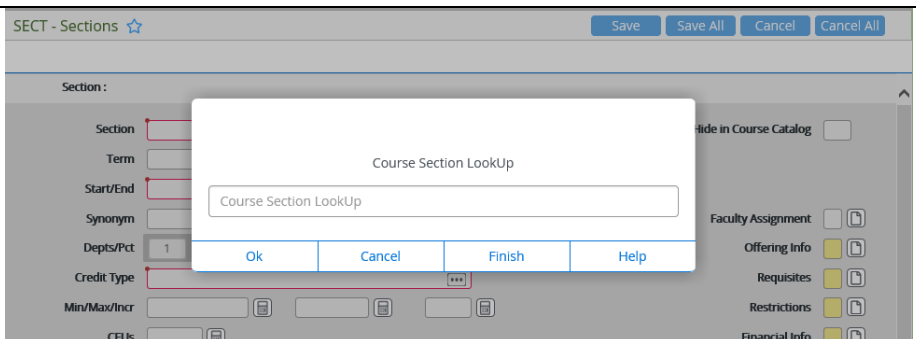 SECT - Sections Save Save All Cancel Cancel All
Section :
Section Hide in Course Catalog
Term
Course Section LookUp
Start/End
Course Section LookUp
Synonym Faculty Assignment
Depts/Pct 1 Offering Info
Ok Cancel Finish Help
Credit Type Requisites
Min/Max/Incr Restrictions
CEUs Financial Info